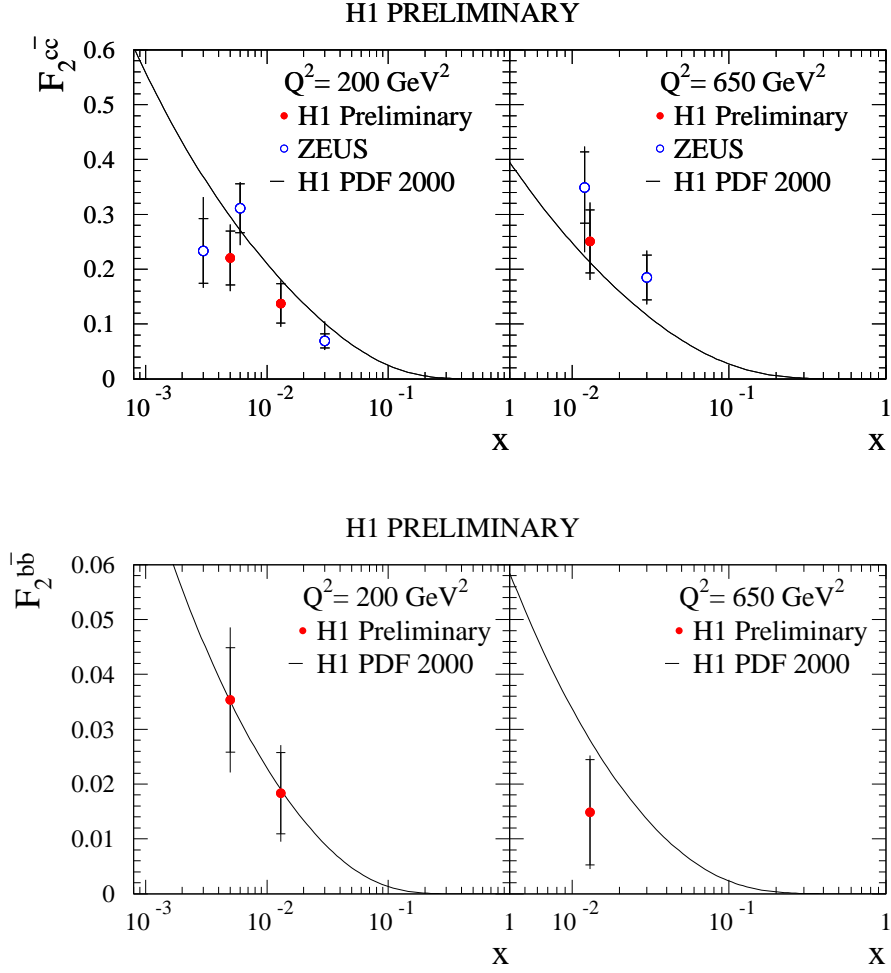 H1 PRELIMINARY
F₂^cc̄
0.6
0.5
0.4
0.3
0.2
0.1
0
Q² = 200 GeV²
H1 Preliminary
ZEUS
H1 PDF 2000
Q² = 650 GeV²
H1 Preliminary
ZEUS
H1 PDF 2000
10⁻³ 10⁻² 10⁻¹ 1 10⁻² 10⁻¹ 1
x x
H1 PRELIMINARY
F₂^bb̄
0.06
0.05
0.04
0.03
0.02
0.01
0
Q² = 200 GeV²
H1 Preliminary
H1 PDF 2000
Q² = 650 GeV²
H1 Preliminary
H1 PDF 2000
10⁻³ 10⁻² 10⁻¹ 1 10⁻² 10⁻¹ 1
x x